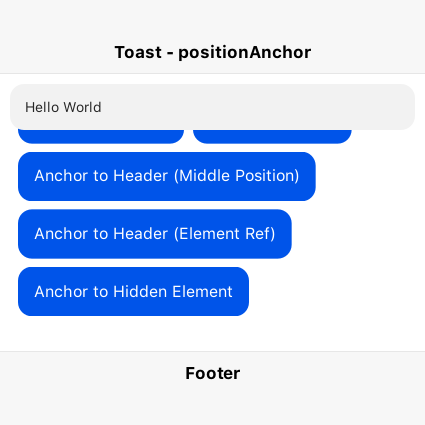 Toast - positionAnchor
Hello World
Anchor to Header (Middle Position)
Anchor to Header (Element Ref)
Anchor to Hidden Element
Footer